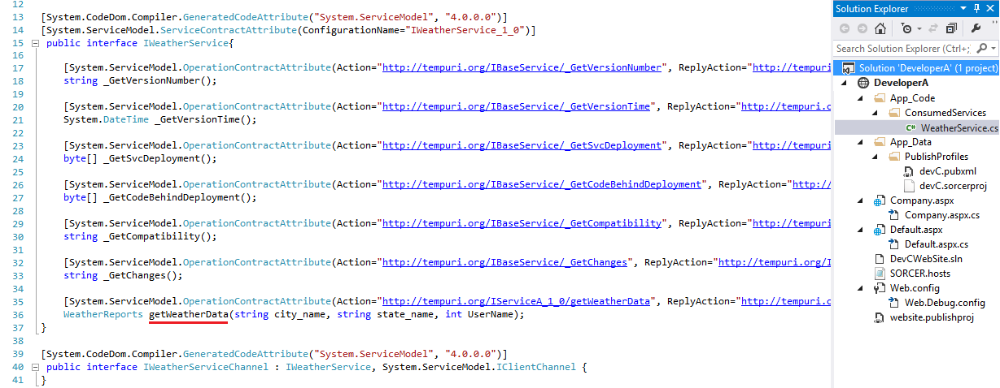 12
13 [System.CodeDom.Compiler.GeneratedCodeAttribute("System.ServiceModel", "4.0.0.0")]
14 [System.ServiceModel.ServiceContractAttribute(ConfigurationName="IWeatherService_1_0")]
15 public interface IWeatherService{
16
17 [System.ServiceModel.OperationContractAttribute(Action="http://tempuri.org/IBaseService/_GetVersionNumber", ReplyAction="http://tempuri
18 string _GetVersionNumber();
19
20 [System.ServiceModel.OperationContractAttribute(Action="http://tempuri.org/IBaseService/_GetVersionTime", ReplyAction="http://tempuri.o
21 System.DateTime _GetVersionTime();
22
23 [System.ServiceModel.OperationContractAttribute(Action="http://tempuri.org/IBaseService/_GetSvcDeployment", ReplyAction="http://tempuri
24 byte[] _GetSvcDeployment();
25
26 [System.ServiceModel.OperationContractAttribute(Action="http://tempuri.org/IBaseService/_GetCodeBehindDeployment", ReplyAction="http://
27 byte[] _GetCodeBehindDeployment();
28
29 [System.ServiceModel.OperationContractAttribute(Action="http://tempuri.org/IBaseService/_GetCompatibility", ReplyAction="http://tempuri
30 string _GetCompatibility();
31
32 [System.ServiceModel.OperationContractAttribute(Action="http://tempuri.org/IBaseService/_GetChanges", ReplyAction="http://tempuri.org/I
33 string _GetChanges();
34
35 [System.ServiceModel.OperationContractAttribute(Action="http://tempuri.org/IServiceA_1_0/getWeatherData", ReplyAction="http://tempuri.o
36 WeatherReports getWeatherData(string city_name, string state_name, int UserName);
37 }
38
39 [System.CodeDom.Compiler.GeneratedCodeAttribute("System.ServiceModel", "4.0.0.0")]
40 public interface IWeatherServiceChannel : IWeatherService, System.ServiceModel.IClientChannel {
41 }
Solution Explorer
Search Solution Explorer (Ctrl+;
Solution 'DeveloperA' (1 project)
DeveloperA
App_Code
ConsumedServices
C# WeatherService.cs
App_Data
PublishProfiles
devC.pubxml
devC.sorcerproj
Company.aspx
Company.aspx.cs
Default.aspx
Default.aspx.cs
DevCWebSite.sln
SORCER.hosts
Web.config
Web.Debug.config
website.publishproj